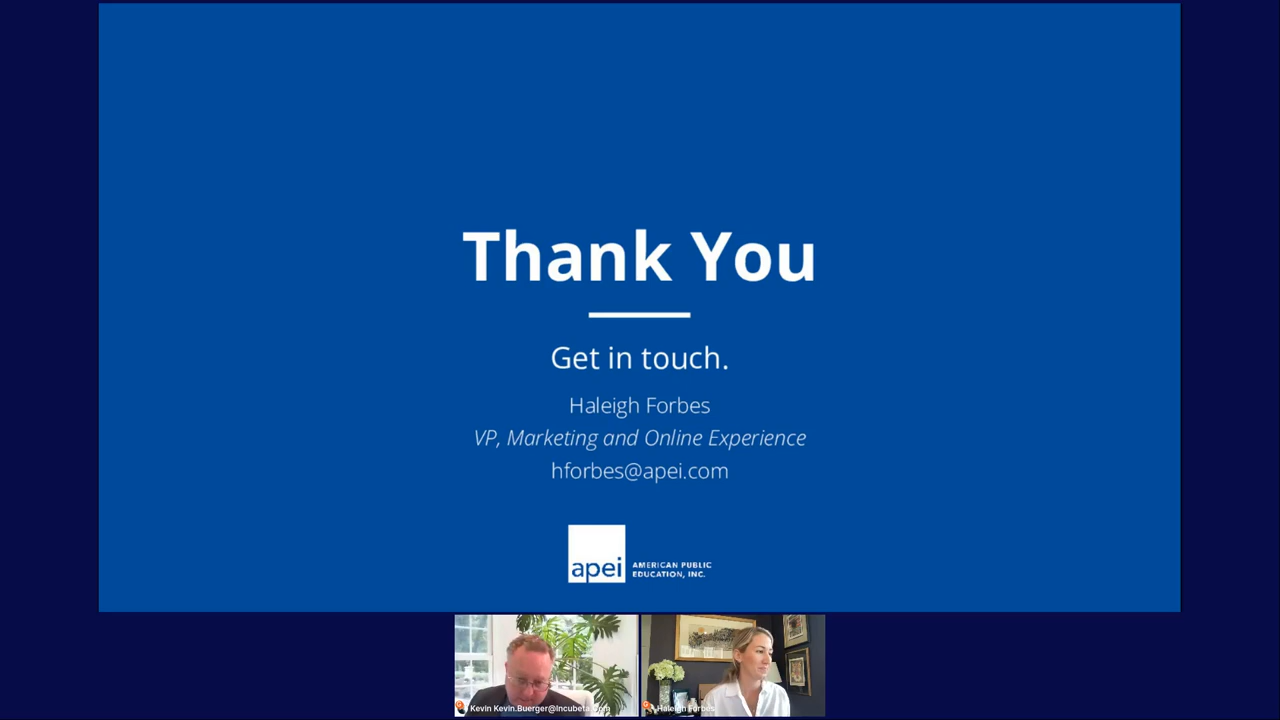 Thank You
Get in touch.
Haleigh Forbes
VP, Marketing and Online Experience
hforbes@apei.com
apei
AMERICAN PUBLIC
EDUCATION, INC.
Kevin Kevin.Buerger@Incubeta.Com
Haleigh Forbes